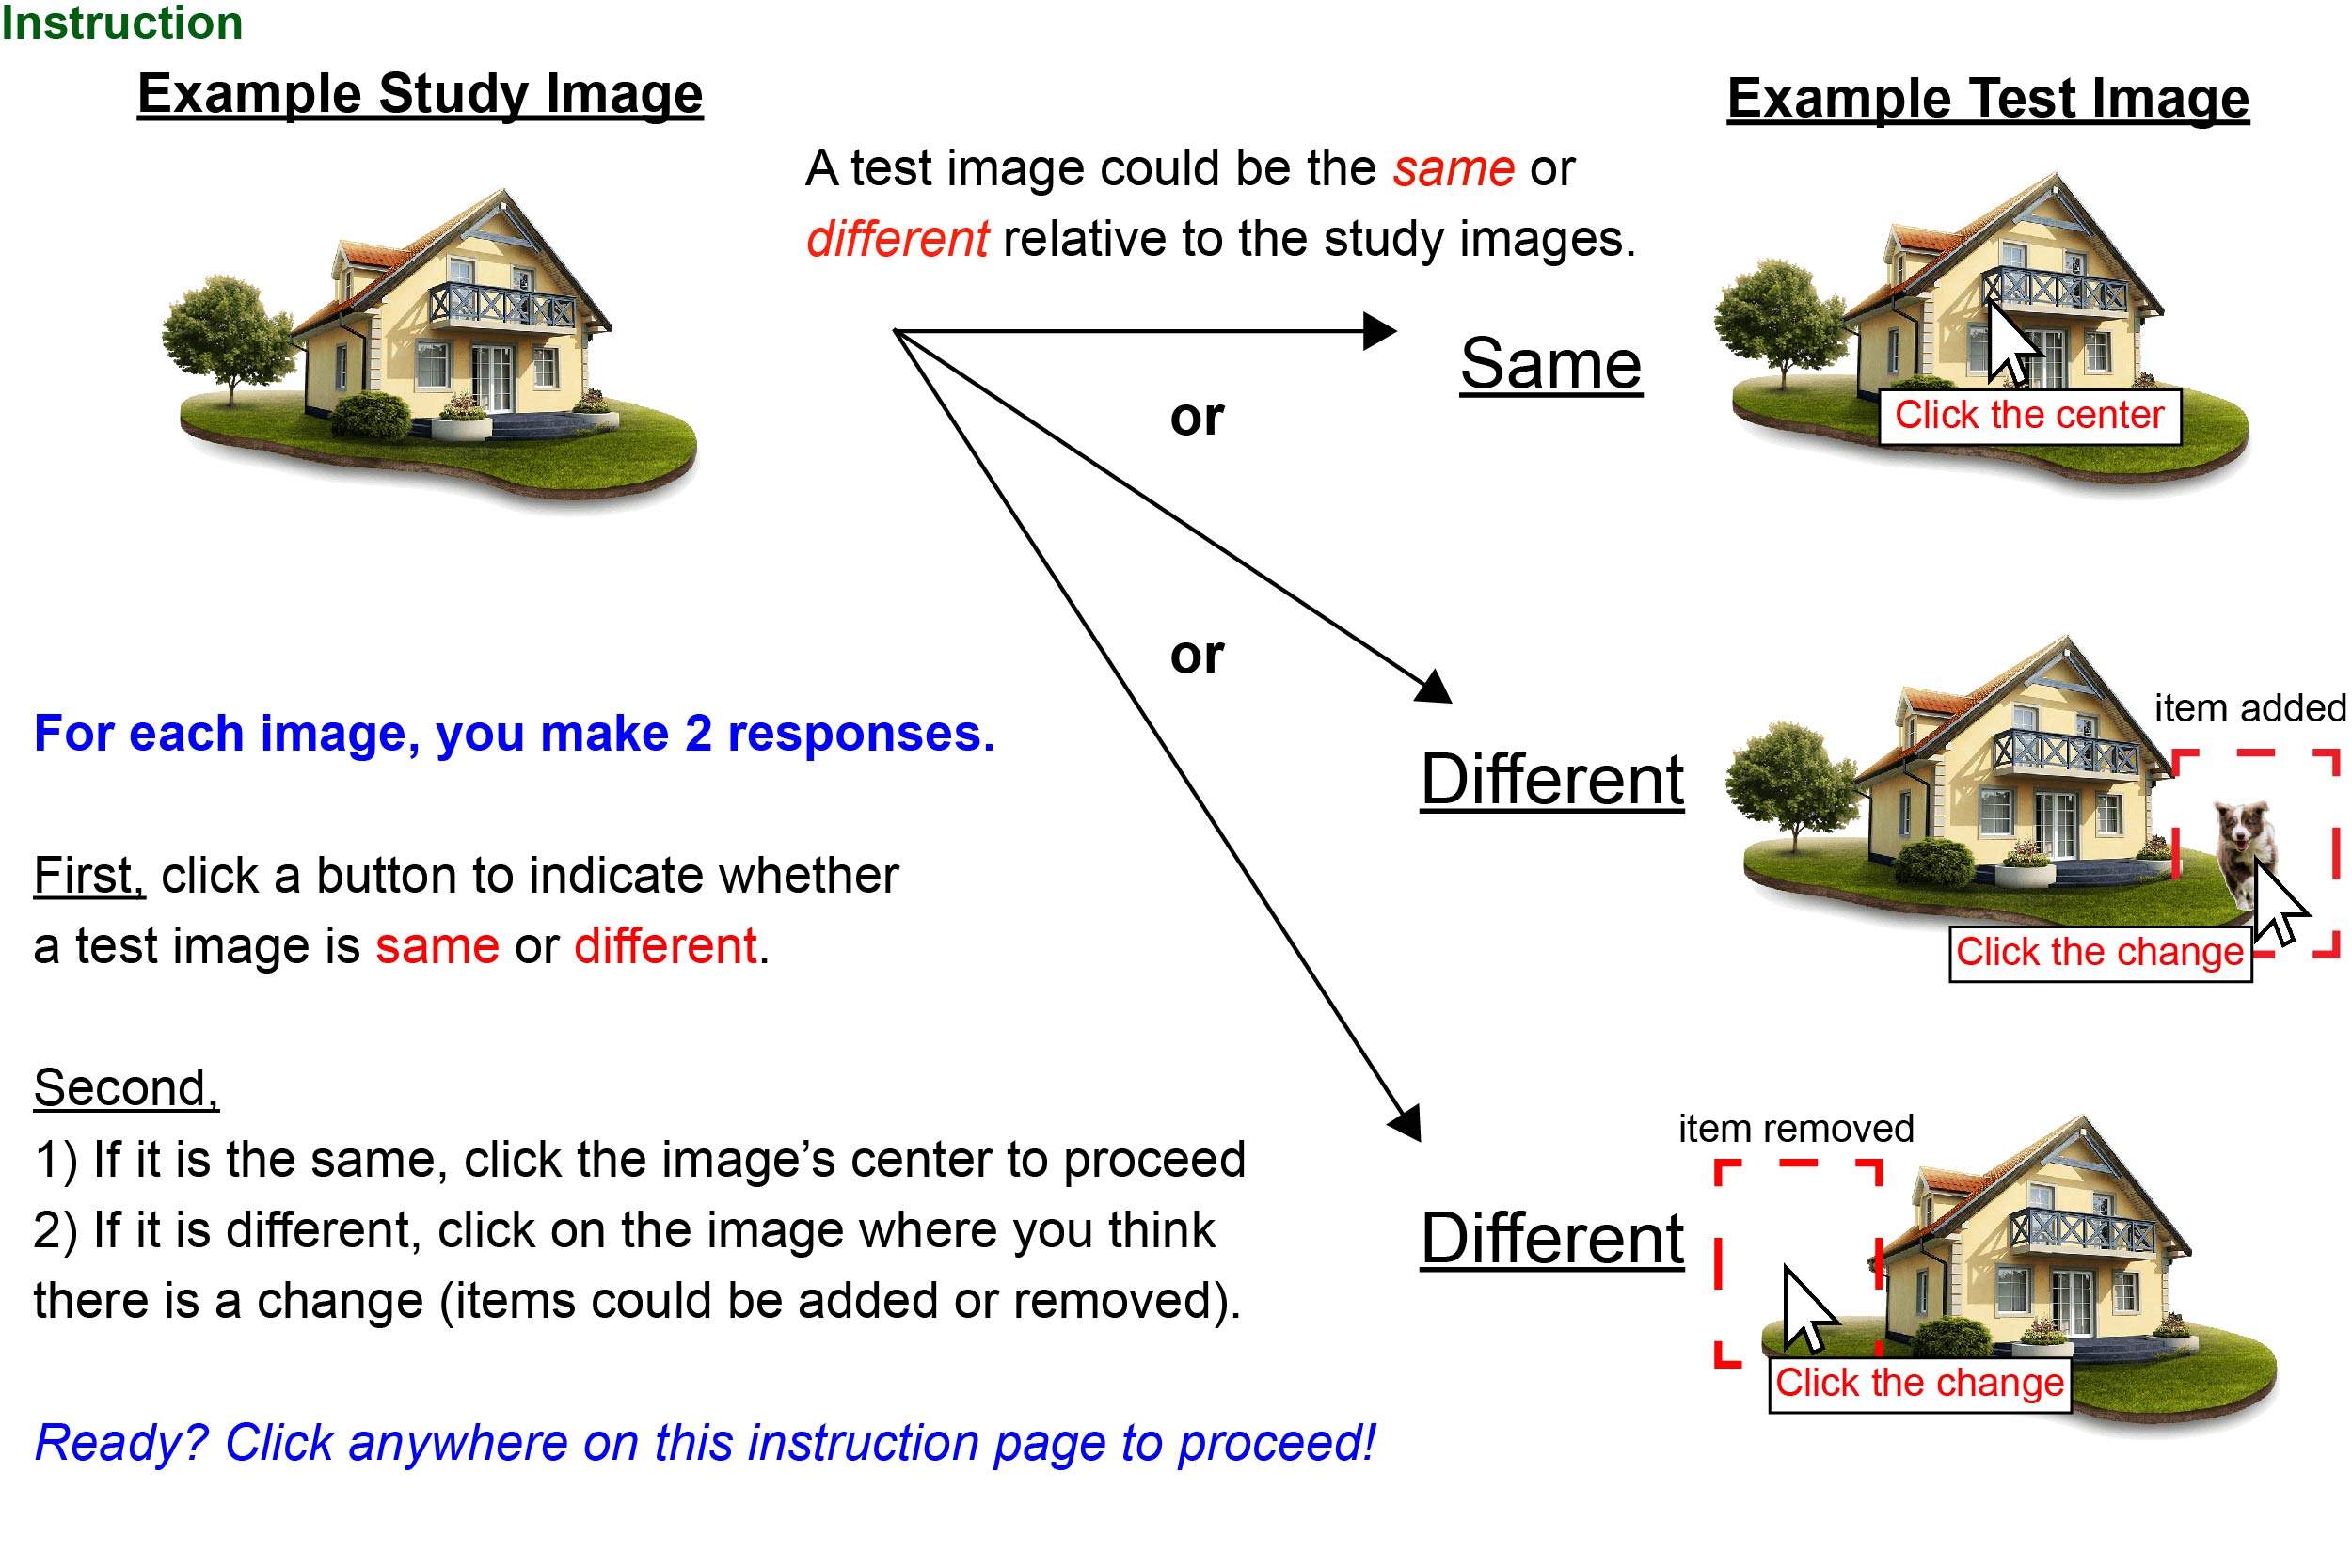 Instruction
Example Study Image
Example Test Image
A test image could be the same or
different relative to the study images.
Same
Click the center
or
or
item added
Different
Click the change
For each image, you make 2 responses.
First, click a button to indicate whether
a test image is same or different.
Second,
1) If it is the same, click the image’s center to proceed
2) If it is different, click on the image where you think
there is a change (items could be added or removed).
item removed
Different
Click the change
Ready? Click anywhere on this instruction page to proceed!